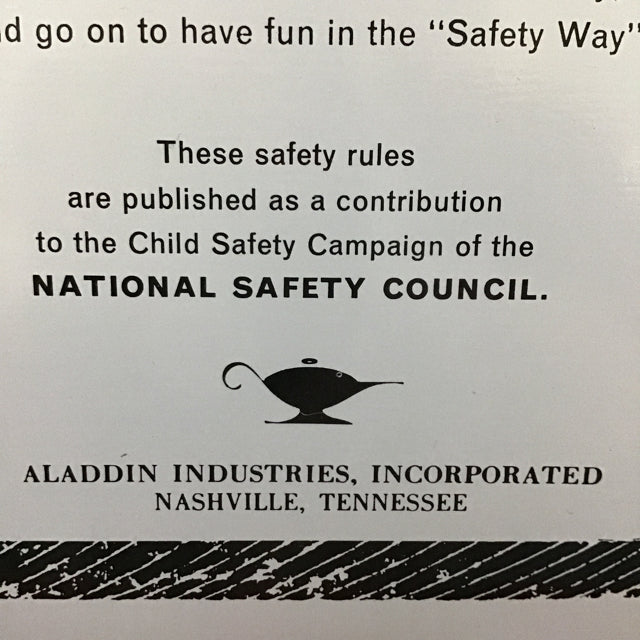 go on to have fun in the “Safety Way”
These safety rules
are published as a contribution
to the Child Safety Campaign of the
NATIONAL SAFETY COUNCIL.
ALADDIN INDUSTRIES, INCORPORATED
NASHVILLE, TENNESSEE